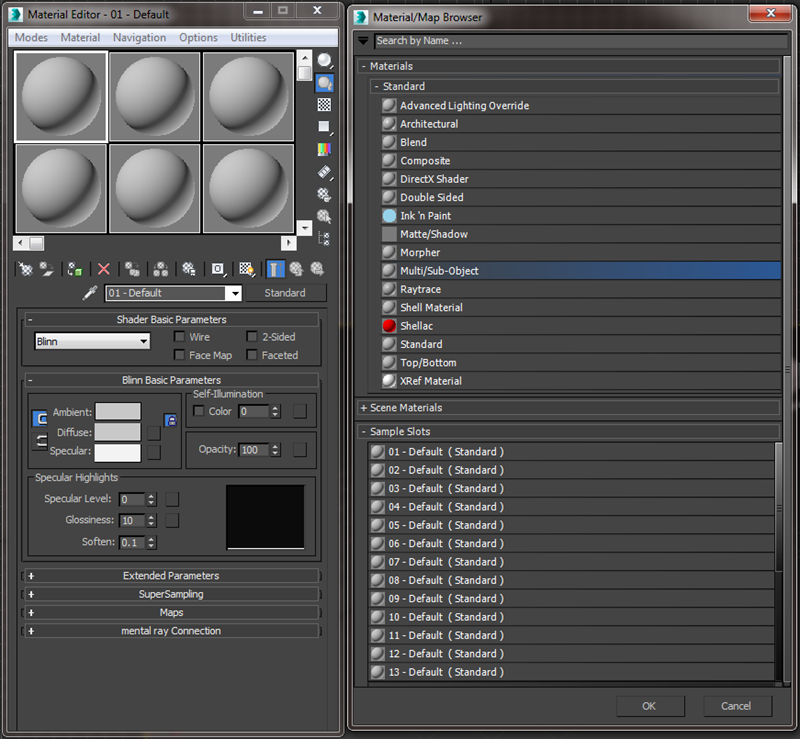 Material Editor - 01 - Default
Modes Material Navigation Options Utilities
01 - Default Standard
Shader Basic Parameters
Blinn Wire 2-Sided
Face Map Faceted
Blinn Basic Parameters
Self-Illumination
Ambient: Color 0
Diffuse:
Specular: Opacity: 100
Specular Highlights
Specular Level: 0
Glossiness: 10
Soften: 0.1
+ Extended Parameters
+ SuperSampling
+ Maps
+ mental ray Connection
Material/Map Browser
Search by Name ...
- Materials
- Standard
Advanced Lighting Override
Architectural
Blend
Composite
DirectX Shader
Double Sided
Ink 'n Paint
Matte/Shadow
Morpher
Multi/Sub-Object
Raytrace
Shell Material
Shellac
Standard
Top/Bottom
XRef Material
+ Scene Materials
- Sample Slots
01 - Default ( Standard )
02 - Default ( Standard )
03 - Default ( Standard )
04 - Default ( Standard )
05 - Default ( Standard )
06 - Default ( Standard )
07 - Default ( Standard )
08 - Default ( Standard )
09 - Default ( Standard )
10 - Default ( Standard )
11 - Default ( Standard )
12 - Default ( Standard )
13 - Default ( Standard )
OK Cancel